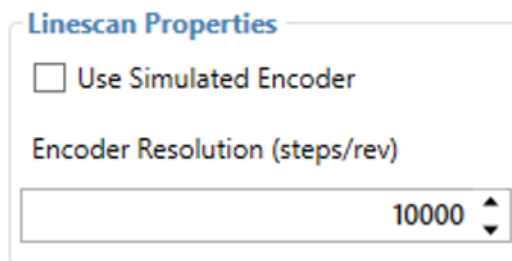 Linescan Properties
Use Simulated Encoder
Encoder Resolution (steps/rev)
10000